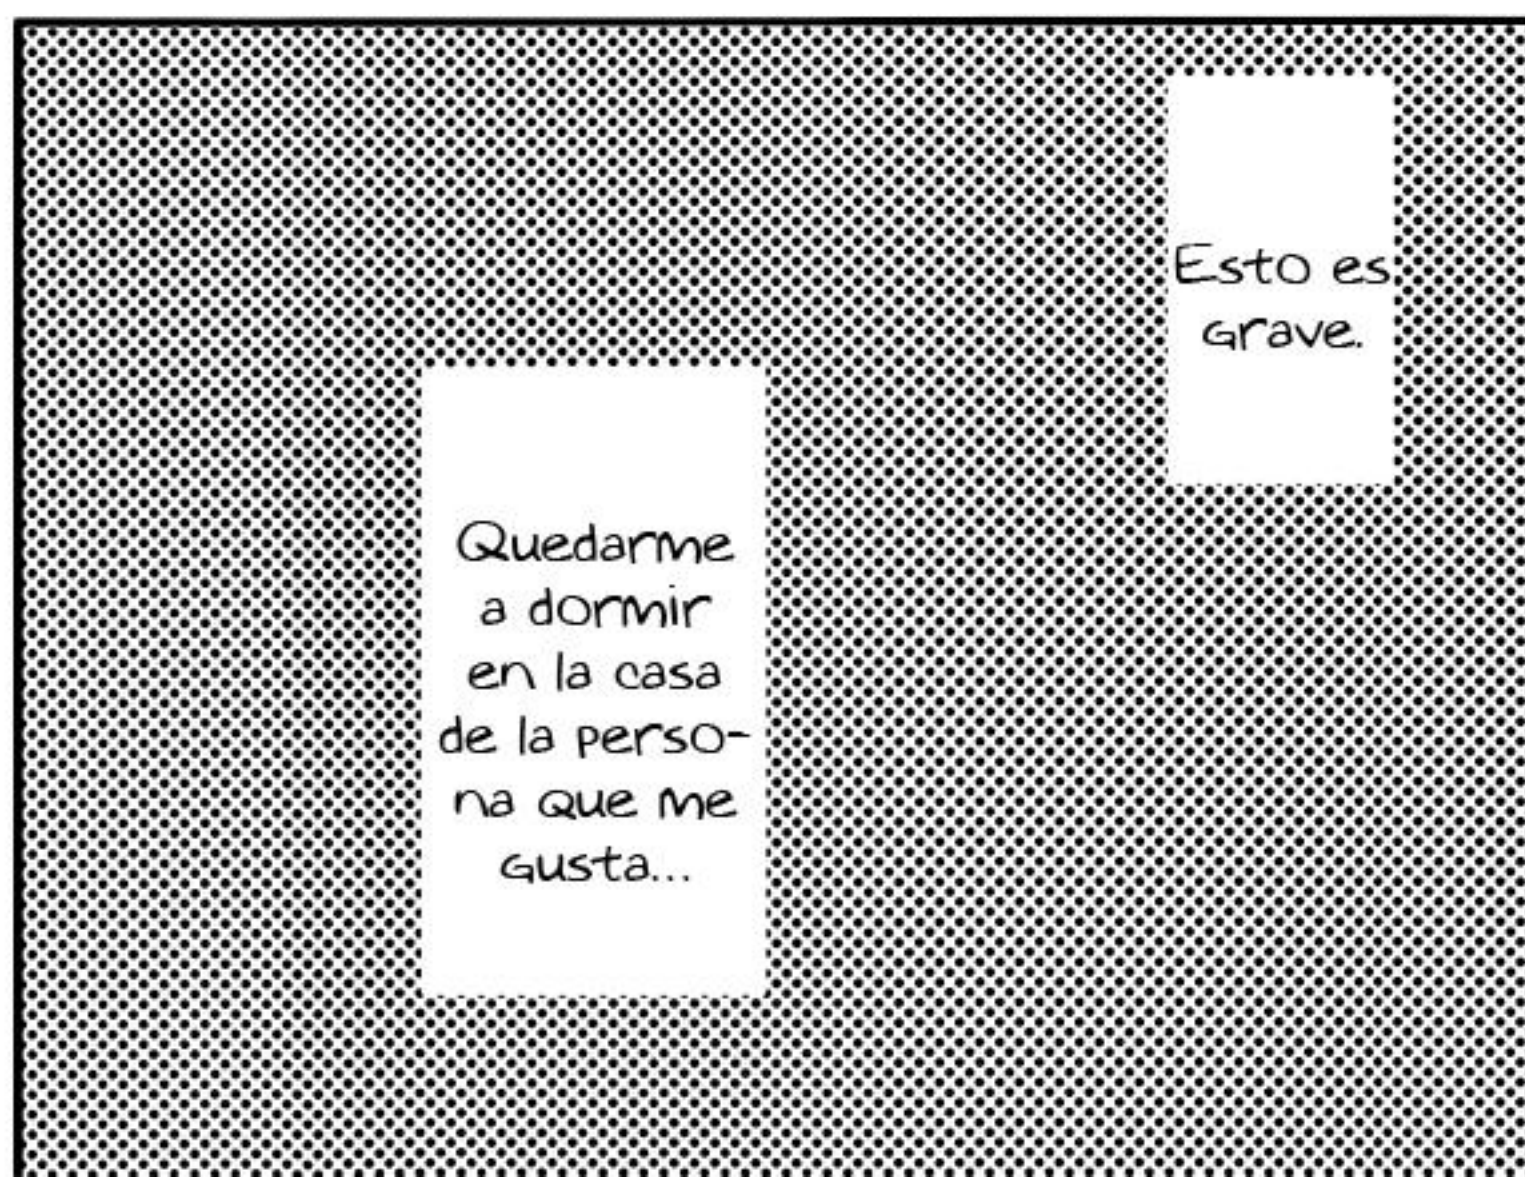 Esto es
grave.
Quedarme
a dormir
en la casa
de la perso-
na que me
gusta...